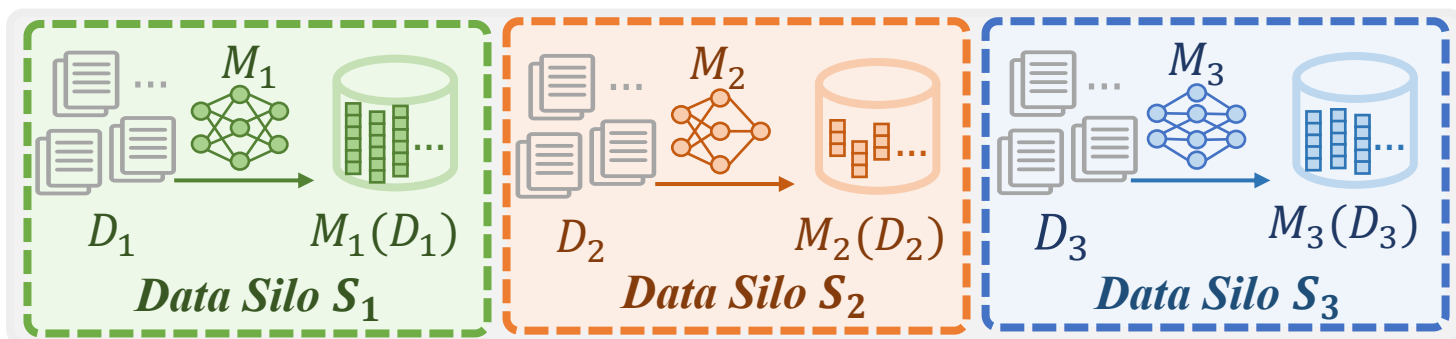 ... M₁ ...
D₁ M₁(D₁)
Data Silo S₁
... M₂ ...
D₂ M₂(D₂)
Data Silo S₂
... M₃ ...
D₃ M₃(D₃)
Data Silo S₃